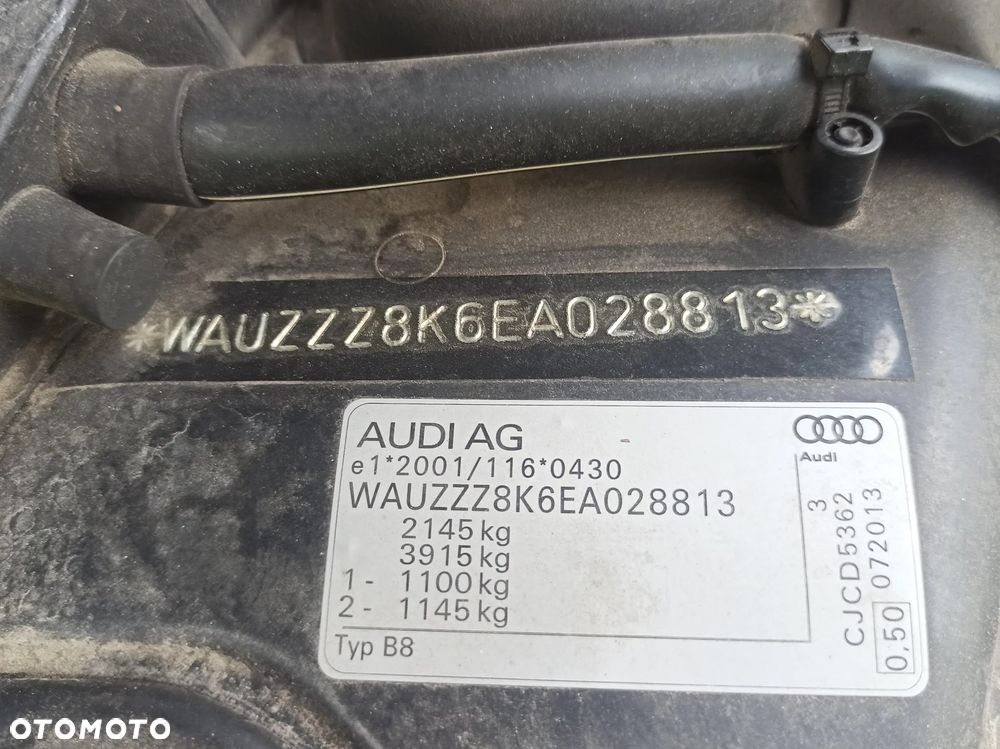 *WAUZZZ8K6EA028813*
AUDI AG
Audi
e1*2001/116*0430
WAUZZZ8K6EA028813
2145 kg
3915 kg
1 - 1100 kg
2 - 1145 kg
Typ B8
3
CJCD5362
072013
0,50
OTOMOTO